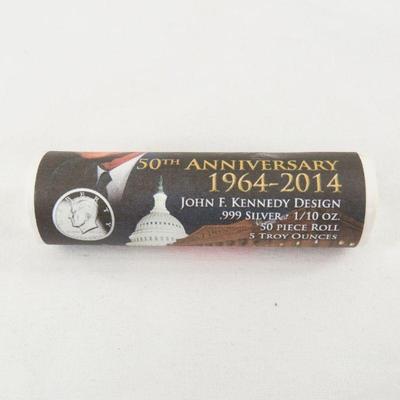 50TH ANNIVERSARY
1964-2014
JOHN F. KENNEDY DESIGN
.999 SILVER : 1/10 OZ.
50 PIECE ROLL
5 TROY OUNCES